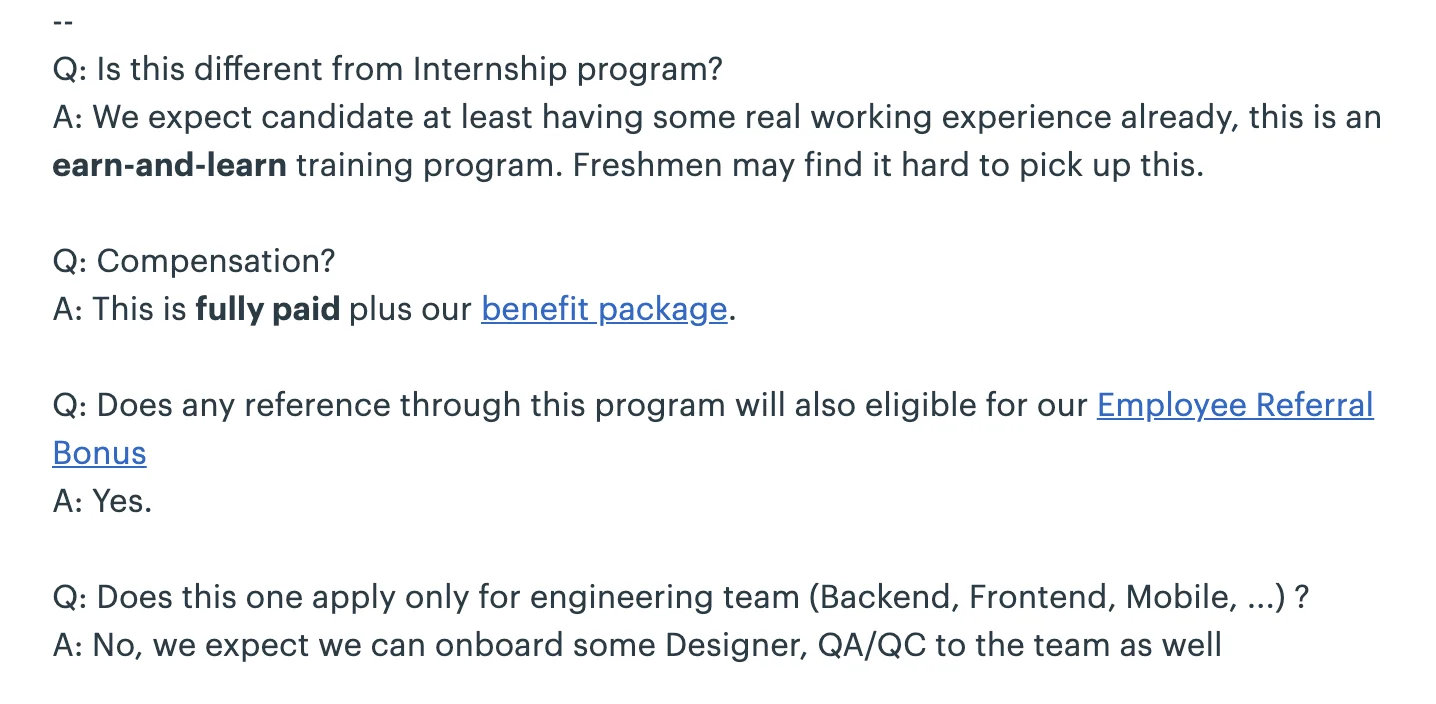 --
Q: Is this different from Internship program?
A: We expect candidate at least having some real working experience already, this is an
earn-and-learn training program. Freshmen may find it hard to pick up this.
Q: Compensation?
A: This is fully paid plus our benefit package.
Q: Does any reference through this program will also eligible for our Employee Referral
Bonus
A: Yes.
Q: Does this one apply only for engineering team (Backend, Frontend, Mobile, ...) ?
A: No, we expect we can onboard some Designer, QA/QC to the team as well